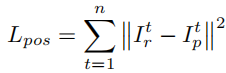 L_{pos} = \sum_{t=1}^{n} \left\| I_r^t - I_p^t \right\|^2